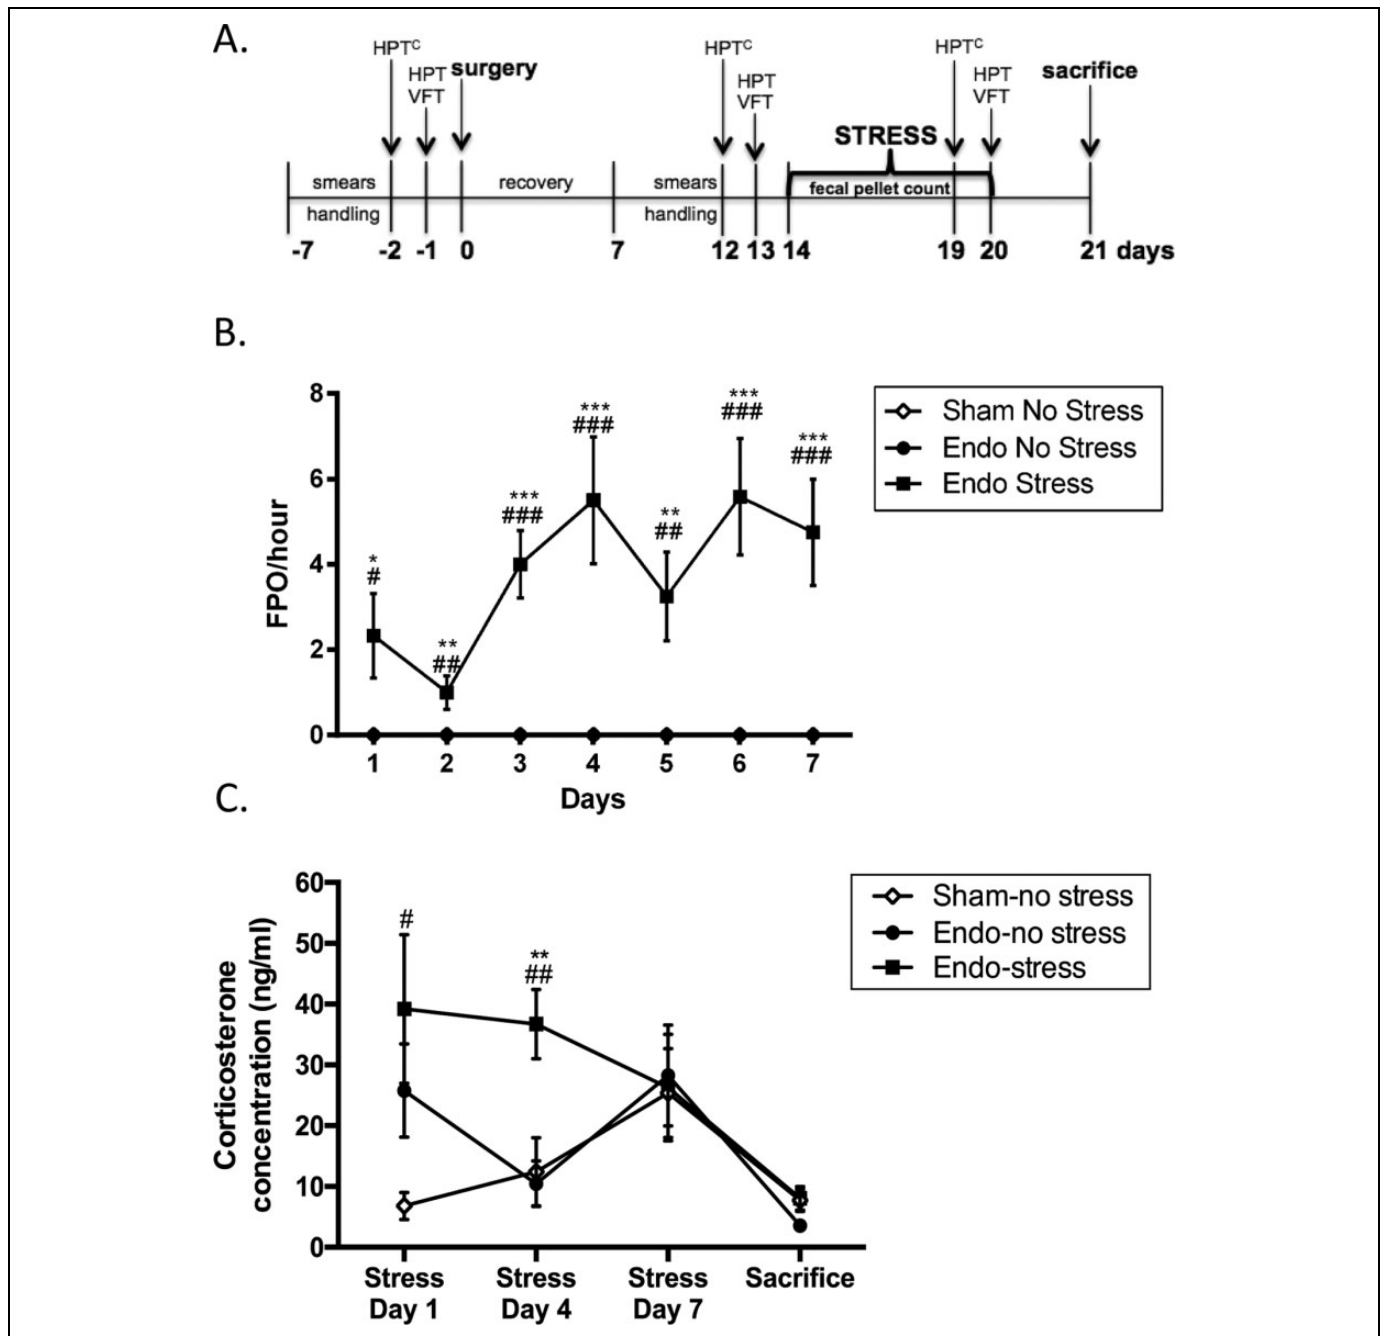 A.
HPTC
HPT
VFT
surgery
HPTC
HPT
VFT
HPTC
HPT
VFT
sacrifice
STRESS
smears
recovery
smears
fecal pellet count
handling
handling
-7 -2 -1 0 7 12 13 14 19 20 21 days
B.
8
6
4
2
0
FPO/hour
*
#
**
##
***
###
***
###
**
##
***
###
***
###
1 2 3 4 5 6 7
Days
Sham No Stress
Endo No Stress
Endo Stress
C.
60
50
40
30
20
10
0
Corticosterone
concentration (ng/ml)
#
**
##
Stress
Day 1
Stress
Day 4
Stress
Day 7
Sacrifice
Sham-no stress
Endo-no stress
Endo-stress